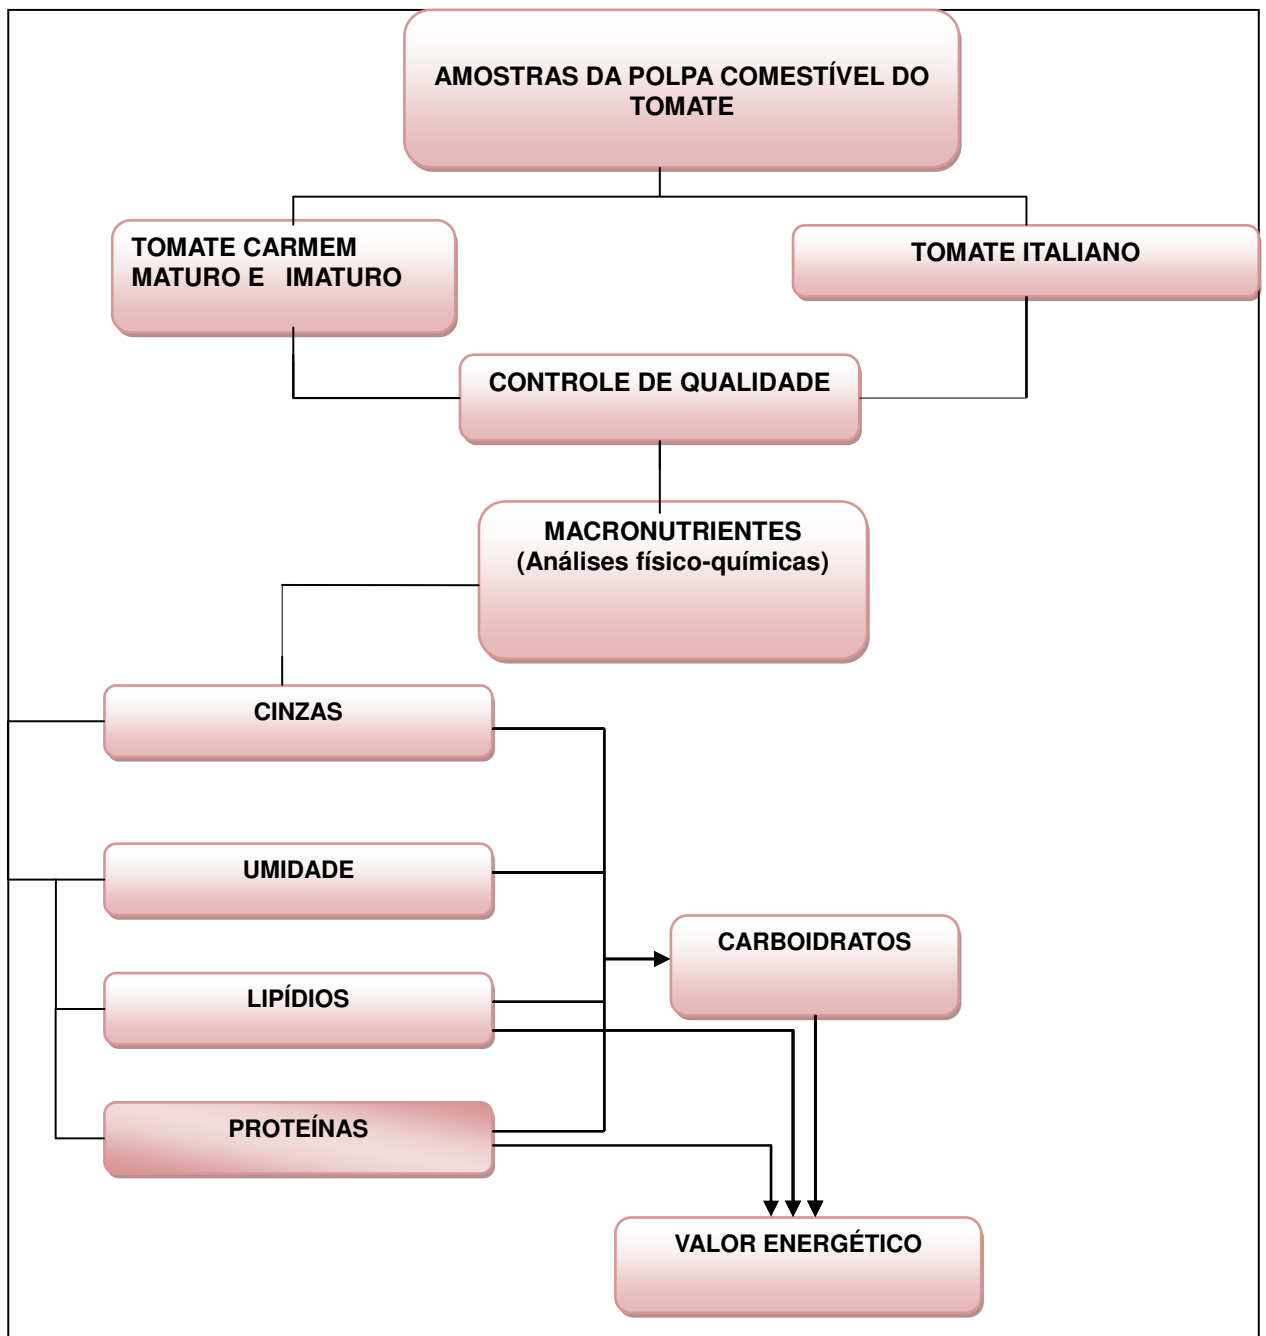 AMOSTRAS DA POLPA COMESTÍVEL DO
TOMATE
TOMATE CARMEM
MATURO E IMATURO
TOMATE ITALIANO
CONTROLE DE QUALIDADE
MACRONUTRIENTES
(Análises físico-químicas)
CINZAS
UMIDADE
CARBOIDRATOS
LIPÍDIOS
PROTEÍNAS
VALOR ENERGÉTICO